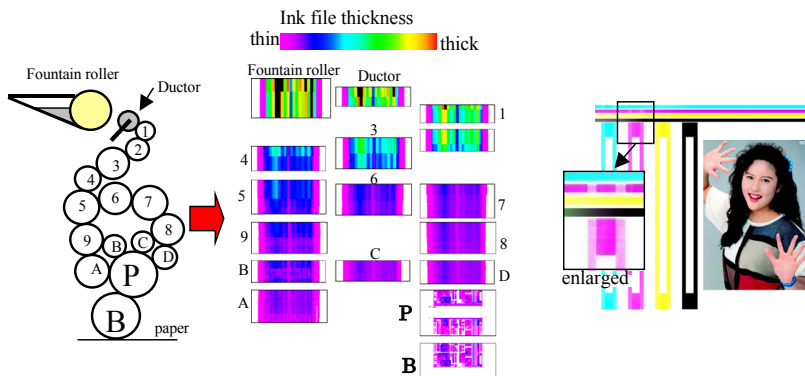 Ink file thickness
thin
thick
Fountain roller
Ductor
1
2
3
4
5
6
7
8
9
B
C
A
D
P
B
paper
Fountain roller
Ductor
1
3
4
6
5
7
9
8
B
C
D
A
P
B
enlarged